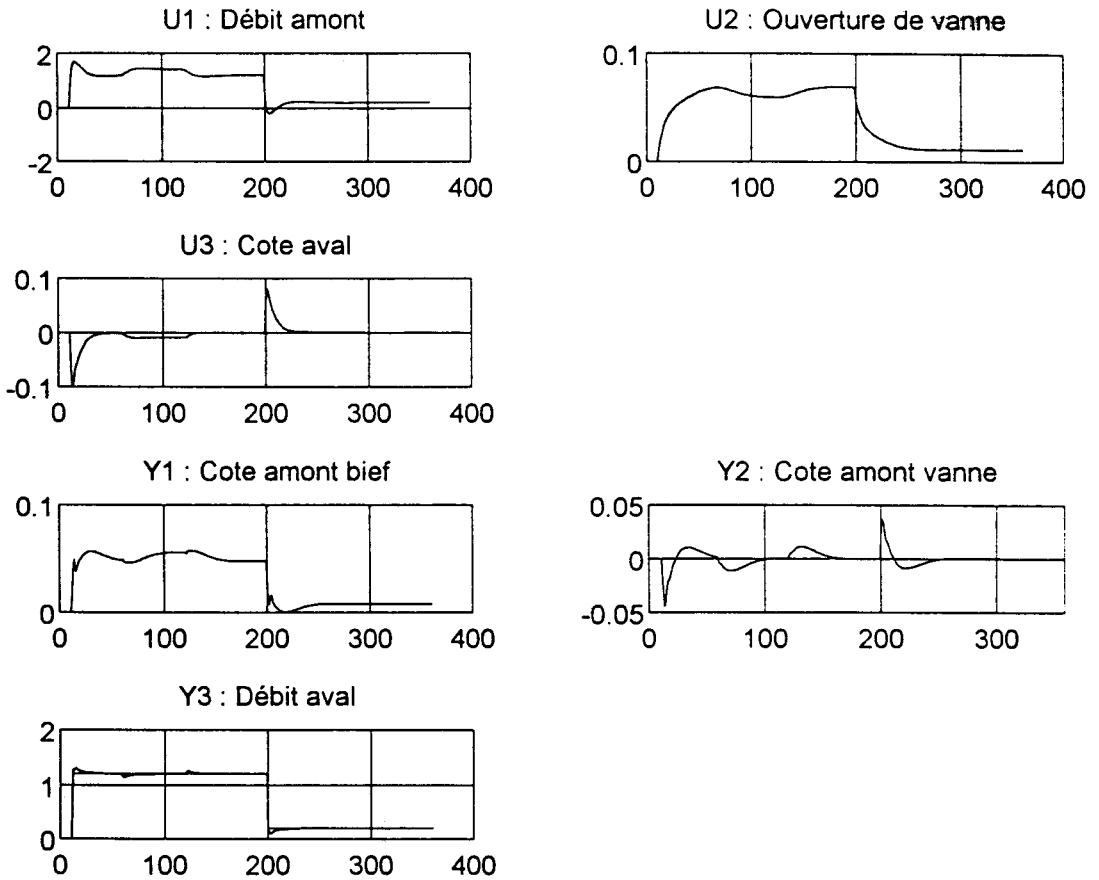 U1 : Débit amont
2
0
-2
0 100 200 300 400
U2 : Ouverture de vanne
0.1
0
0 100 200 300 400
U3 : Cote aval
0.1
0
-0.1
0 100 200 300 400
Y1 : Cote amont bief
0.1
0
0 100 200 300 400
Y2 : Cote amont vanne
0.05
0
-0.05
0 100 200 300
Y3 : Débit aval
2
1
0
0 100 200 300 400